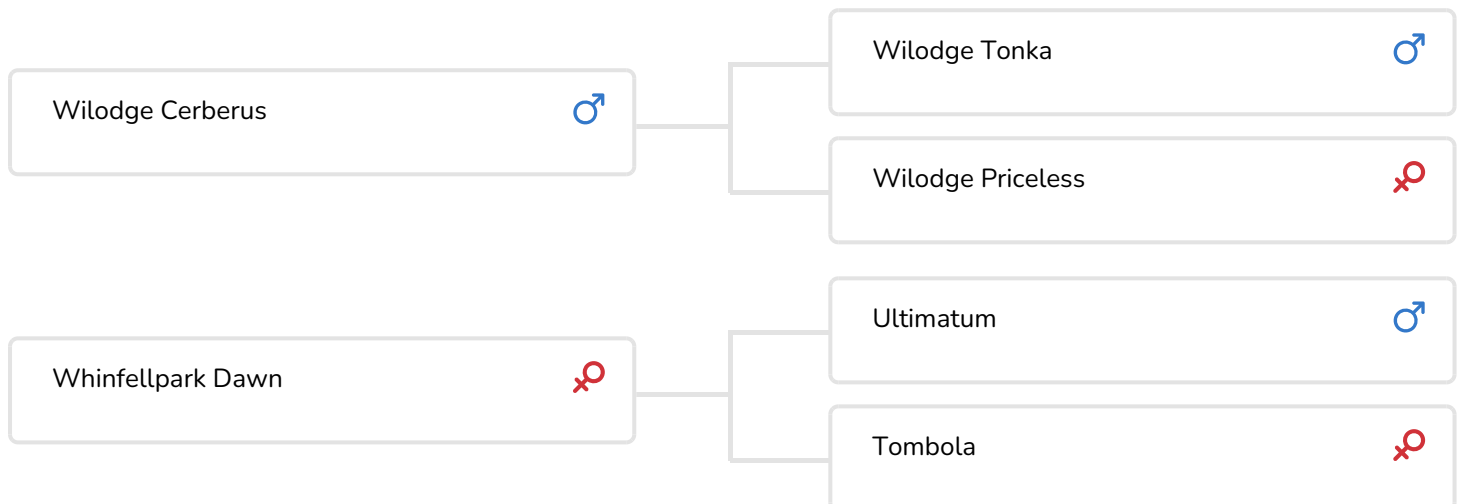 Wilodge Tonka
Wilodge Cerberus
Wilodge Priceless
Ultimatum
Whinfellpark Dawn
Tombola